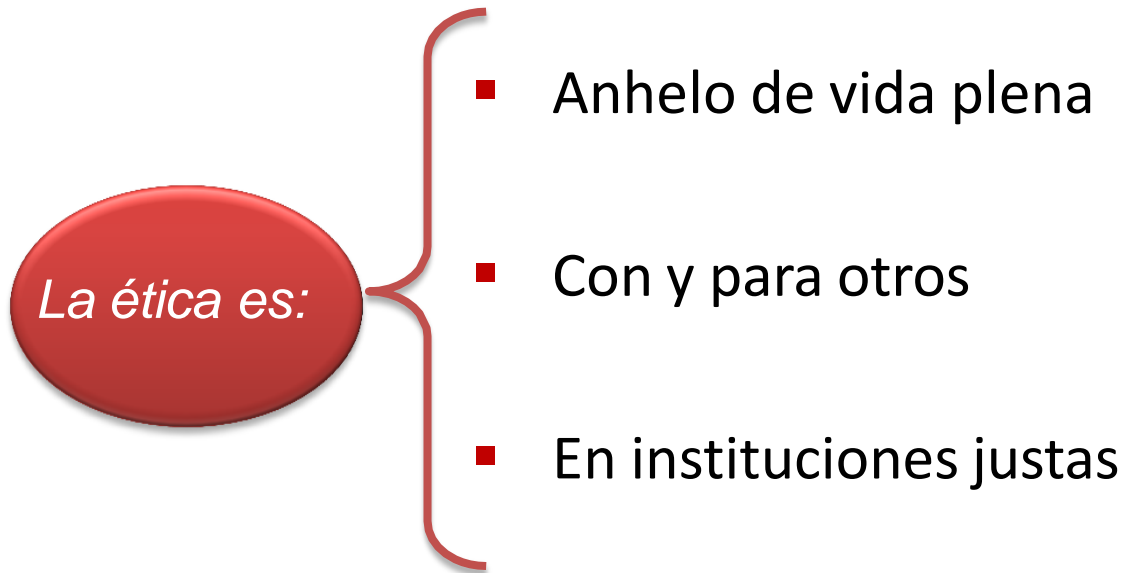 La ética es:
Anhelo de vida plena
Con y para otros
En instituciones justas